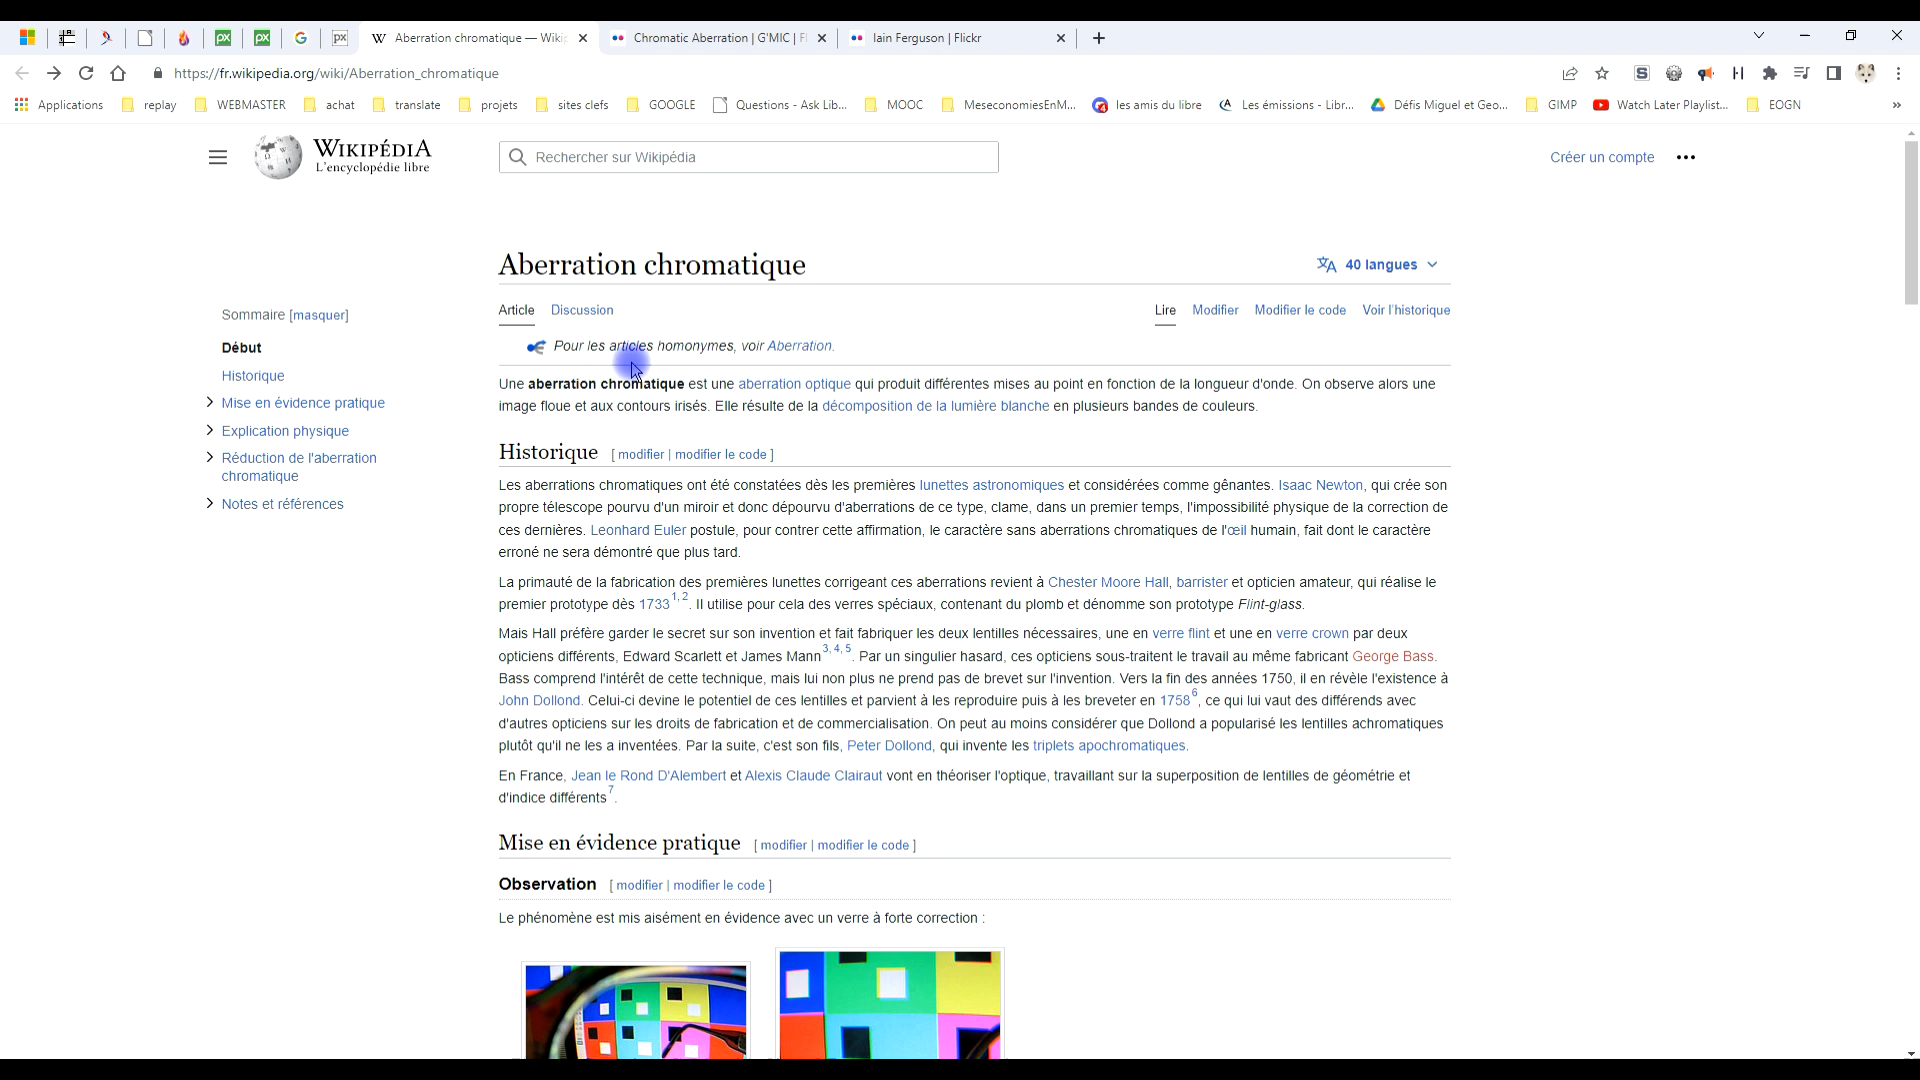 Aberration chromatique — Wikip
Chromatic Aberration | G'MIC | Fl
Iain Ferguson | Flickr
https://fr.wikipedia.org/wiki/Aberration_chromatique
Applications replay WEBMASTER achat translate projets sites clefs GOOGLE Questions - Ask Lib... MOOC MeseconomiesEnM... les amis du libre Les émissions - Libr... Défis Miguel et Geo... GIMP Watch Later Playlist... EOGN »
WIKIPÉDIA
L'encyclopédie libre
Rechercher sur Wikipédia
Créer un compte
Aberration chromatique
40 langues
Article Discussion
Lire Modifier Modifier le code Voir l'historique
Sommaire [masquer]
Début
Historique
Mise en évidence pratique
Explication physique
Réduction de l'aberration
chromatique
Notes et références
Pour les articles homonymes, voir Aberration.
Une aberration chromatique est une aberration optique qui produit différentes mises au point en fonction de la longueur d'onde. On observe alors une
image floue et aux contours irisés. Elle résulte de la décomposition de la lumière blanche en plusieurs bandes de couleurs.
Historique [ modifier | modifier le code ]
Les aberrations chromatiques ont été constatées dès les premières lunettes astronomiques et considérées comme gênantes. Isaac Newton, qui crée son
propre télescope pourvu d'un miroir et donc dépourvu d'aberrations de ce type, clame, dans un premier temps, l'impossibilité physique de la correction de
ces dernières. Leonhard Euler postule, pour contrer cette affirmation, le caractère sans aberrations chromatiques de l'œil humain, fait dont le caractère
erroné ne sera démontré que plus tard.
La primauté de la fabrication des premières lunettes corrigeant ces aberrations revient à Chester Moore Hall, barrister et opticien amateur, qui réalise le
premier prototype dès 1733 1, 2. Il utilise pour cela des verres spéciaux, contenant du plomb et dénomme son prototype Flint-glass.
Mais Hall préfère garder le secret sur son invention et fait fabriquer les deux lentilles nécessaires, une en verre flint et une en verre crown par deux
opticiens différents, Edward Scarlett et James Mann 3, 4, 5. Par un singulier hasard, ces opticiens sous-traitent le travail au même fabricant George Bass.
Bass comprend l'intérêt de cette technique, mais lui non plus ne prend pas de brevet sur l'invention. Vers la fin des années 1750, il en révèle l'existence à
John Dollond. Celui-ci devine le potentiel de ces lentilles et parvient à les reproduire puis à les breveter en 1758 6, ce qui lui vaut des différends avec
d'autres opticiens sur les droits de fabrication et de commercialisation. On peut au moins considérer que Dollond a popularisé les lentilles achromatiques
plutôt qu'il ne les a inventées. Par la suite, c'est son fils, Peter Dollond, qui invente les triplets apochromatiques.
En France, Jean le Rond D'Alembert et Alexis Claude Clairaut vont en théoriser l'optique, travaillant sur la superposition de lentilles de géométrie et
d'indice différents 7.
Mise en évidence pratique [ modifier | modifier le code ]
Observation [ modifier | modifier le code ]
Le phénomène est mis aisément en évidence avec un verre à forte correction :